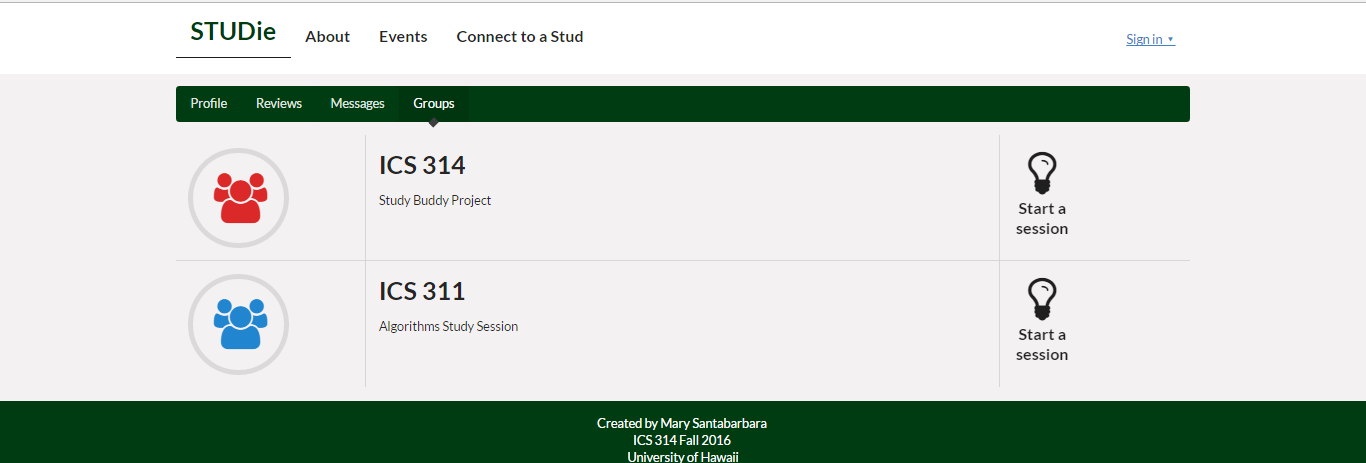 STUDie
About
Events
Connect to a Stud
Sign in
Profile
Reviews
Messages
Groups
ICS 314
Study Buddy Project
Start a
session
ICS 311
Algorithms Study Session
Start a
session
Created by Mary Santabarbara
ICS 314 Fall 2016
University of Hawaii